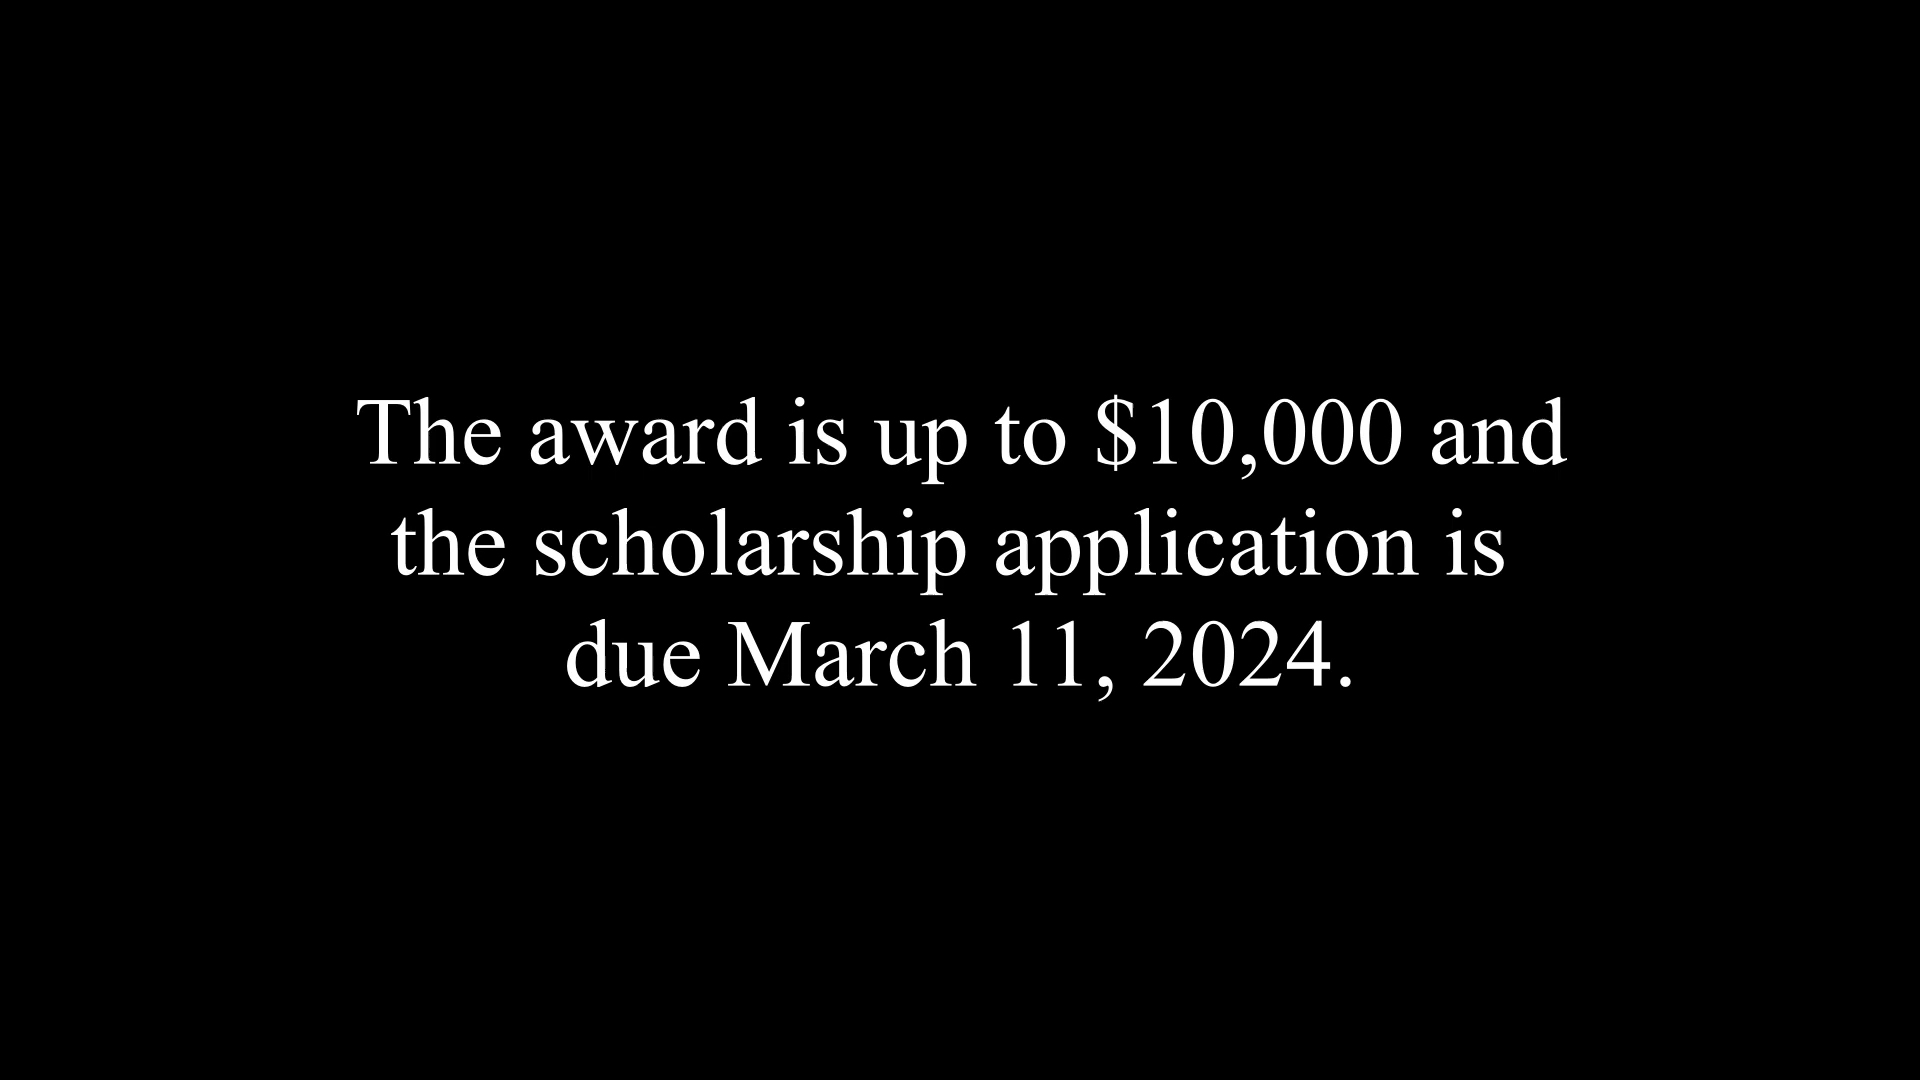 The award is up to $10,000 and
the scholarship application is
due March 11, 2024.